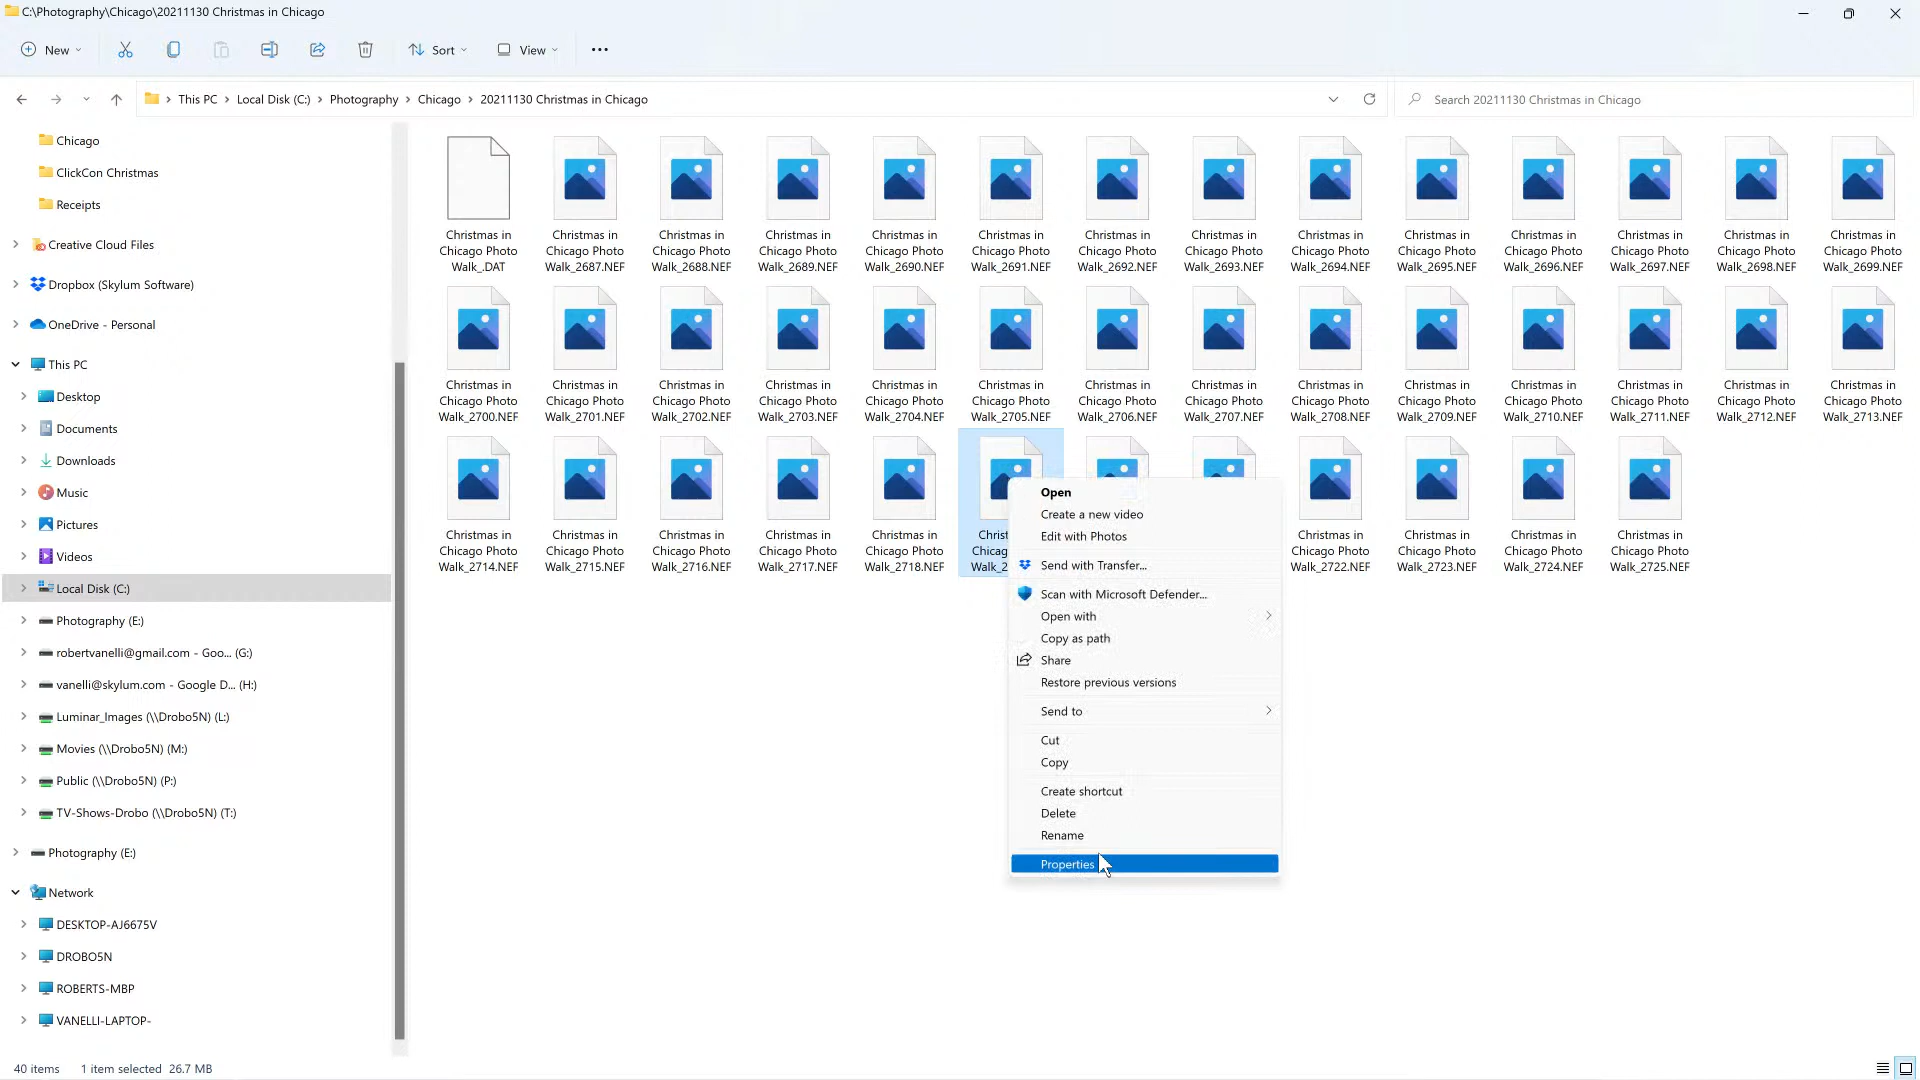 C:\Photography\Chicago\20211130 Christmas in Chicago
New
Sort
View
This PC > Local Disk (C:) > Photography > Chicago > 20211130 Christmas in Chicago
Search 20211130 Christmas in Chicago
Chicago
ClickCon Christmas
Receipts
Creative Cloud Files
Dropbox (Skylum Software)
OneDrive - Personal
This PC
Desktop
Documents
Downloads
Music
Pictures
Videos
Local Disk (C:)
Photography (E:)
robertvanelli@gmail.com - Goo... (G:)
vanelli@skylum.com - Google D... (H:)
Luminar_Images (\\Drobo5N) (L:)
Movies (\\Drobo5N) (M:)
Public (\\Drobo5N) (P:)
TV-Shows-Drobo (\\Drobo5N) (T:)
Photography (E:)
Network
DESKTOP-AJ6675V
DROBO5N
ROBERTS-MBP
VANELLI-LAPTOP-
Christmas in
Chicago Photo
Walk_.DAT
Christmas in
Chicago Photo
Walk_2687.NEF
Christmas in
Chicago Photo
Walk_2688.NEF
Christmas in
Chicago Photo
Walk_2689.NEF
Christmas in
Chicago Photo
Walk_2690.NEF
Christmas in
Chicago Photo
Walk_2691.NEF
Christmas in
Chicago Photo
Walk_2692.NEF
Christmas in
Chicago Photo
Walk_2693.NEF
Christmas in
Chicago Photo
Walk_2694.NEF
Christmas in
Chicago Photo
Walk_2695.NEF
Christmas in
Chicago Photo
Walk_2696.NEF
Christmas in
Chicago Photo
Walk_2697.NEF
Christmas in
Chicago Photo
Walk_2698.NEF
Christmas in
Chicago Photo
Walk_2699.NEF
Christmas in
Chicago Photo
Walk_2700.NEF
Christmas in
Chicago Photo
Walk_2701.NEF
Christmas in
Chicago Photo
Walk_2702.NEF
Christmas in
Chicago Photo
Walk_2703.NEF
Christmas in
Chicago Photo
Walk_2704.NEF
Christmas in
Chicago Photo
Walk_2705.NEF
Christmas in
Chicago Photo
Walk_2706.NEF
Christmas in
Chicago Photo
Walk_2707.NEF
Christmas in
Chicago Photo
Walk_2708.NEF
Christmas in
Chicago Photo
Walk_2709.NEF
Christmas in
Chicago Photo
Walk_2710.NEF
Christmas in
Chicago Photo
Walk_2711.NEF
Christmas in
Chicago Photo
Walk_2712.NEF
Christmas in
Chicago Photo
Walk_2713.NEF
Christmas in
Chicago Photo
Walk_2714.NEF
Christmas in
Chicago Photo
Walk_2715.NEF
Christmas in
Chicago Photo
Walk_2716.NEF
Christmas in
Chicago Photo
Walk_2717.NEF
Christmas in
Chicago Photo
Walk_2718.NEF
Christ
Chicag
Walk_2
Christmas in
Chicago Photo
Walk_2722.NEF
Christmas in
Chicago Photo
Walk_2723.NEF
Christmas in
Chicago Photo
Walk_2724.NEF
Christmas in
Chicago Photo
Walk_2725.NEF
Open
Create a new video
Edit with Photos
Send with Transfer...
Scan with Microsoft Defender...
Open with
Copy as path
Share
Restore previous versions
Send to
Cut
Copy
Create shortcut
Delete
Rename
Properties
40 items
1 item selected 26.7 MB